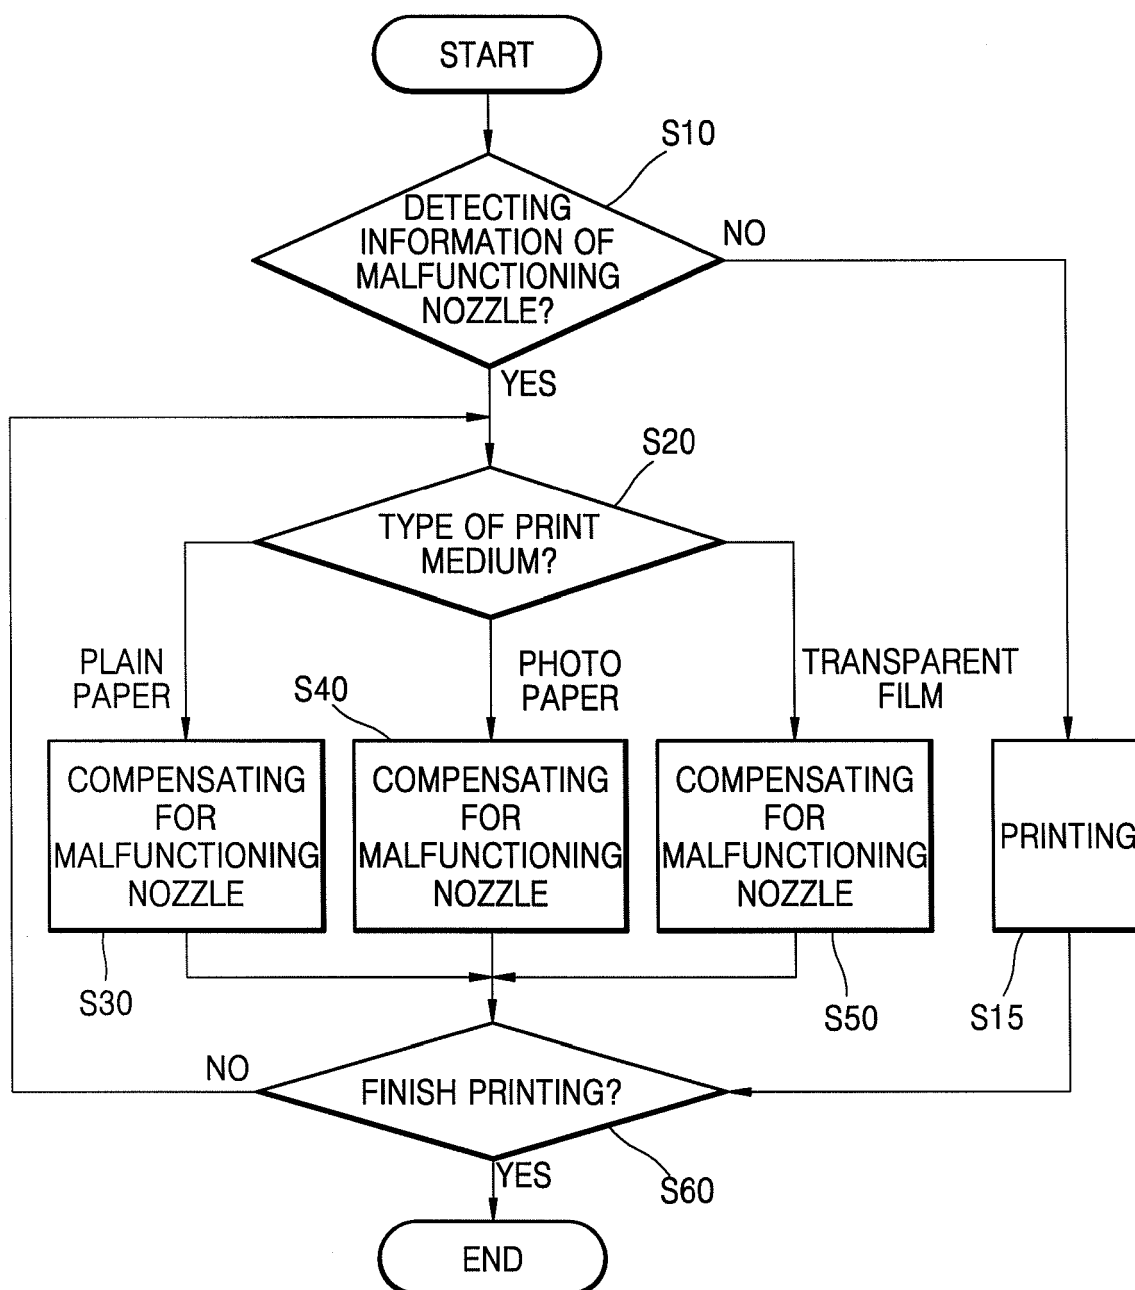 START
S10
DETECTING
INFORMATION OF
MALFUNCTIONING
NOZZLE?
NO
YES
S20
TYPE OF PRINT
MEDIUM?
PLAIN
PAPER
S40
PHOTO
PAPER
TRANSPARENT
FILM
COMPENSATING
FOR
MALFUNCTIONING
NOZZLE
COMPENSATING
FOR
MALFUNCTIONING
NOZZLE
COMPENSATING
FOR
MALFUNCTIONING
NOZZLE
PRINTING
S30
S50
S15
NO
FINISH PRINTING?
YES
S60
END